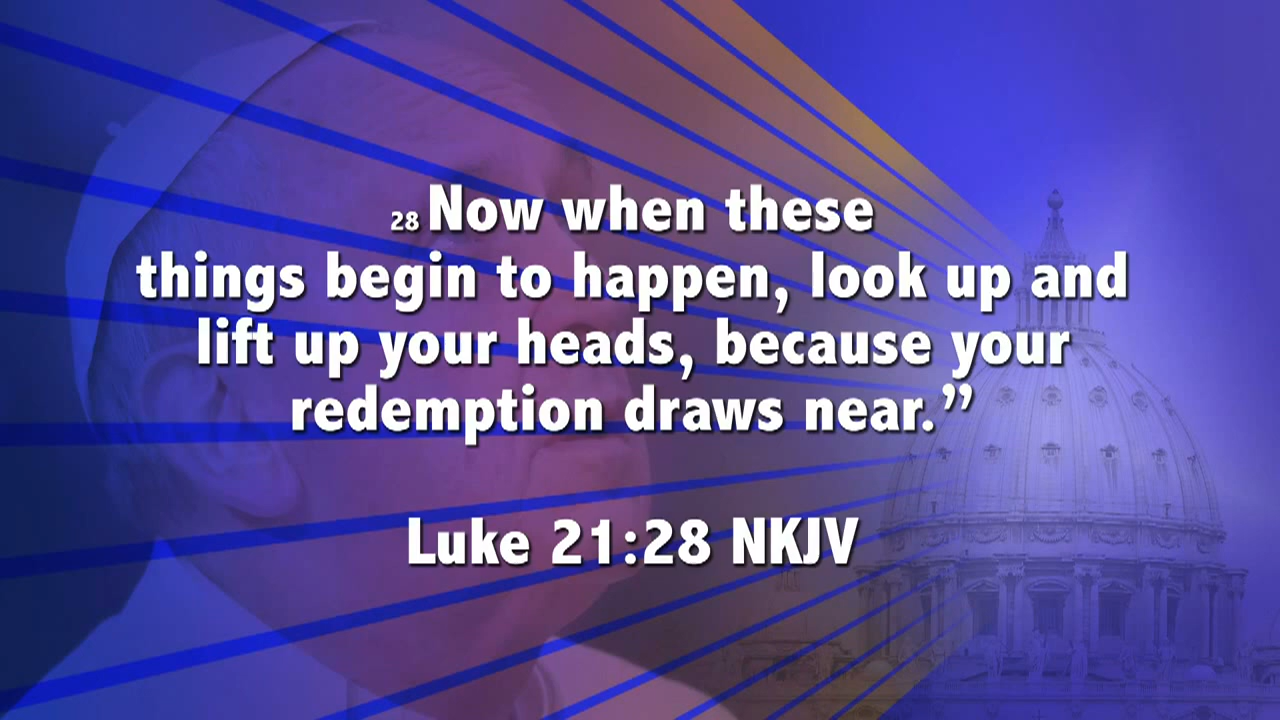 28 Now when these
things begin to happen, look up and
lift up your heads, because your
redemption draws near.”
Luke 21:28 NKJV